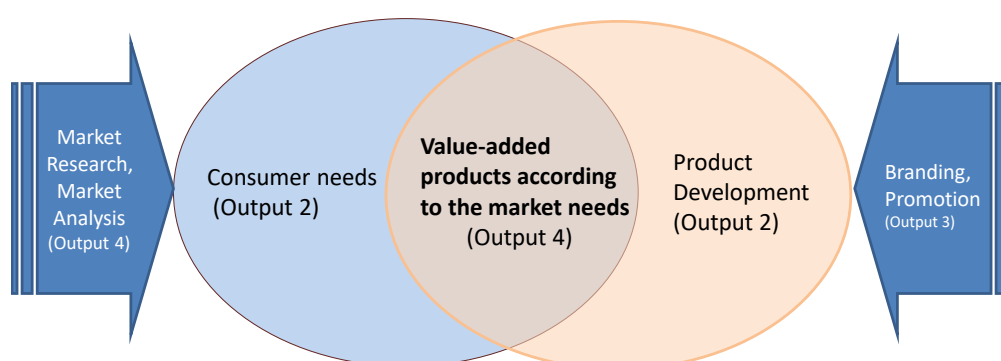 Market
Research,
Market
Analysis
(Output 4)
Consumer needs
(Output 2)
Value-added
products according
to the market needs
(Output 4)
Product
Development
(Output 2)
Branding,
Promotion
(Output 3)